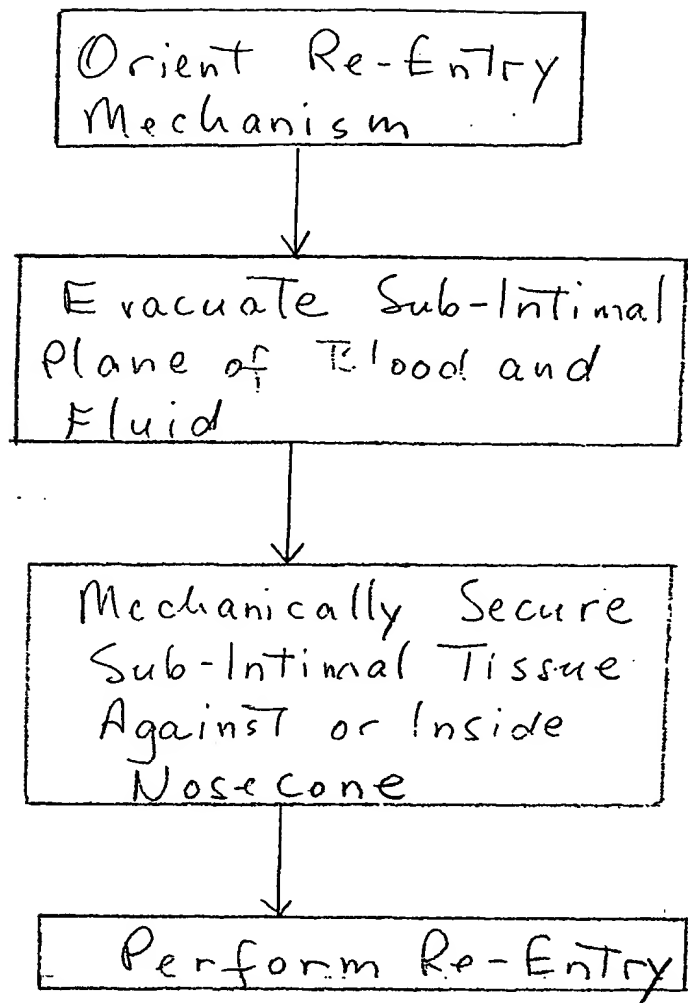 Orient Re-Entry
Mechanism
Evacuate Sub-Intimal
Plane of Blood and
Fluid
Mechanically Secure
Sub-Intimal Tissue
Against or Inside
Nosecone
Perform Re-Entry